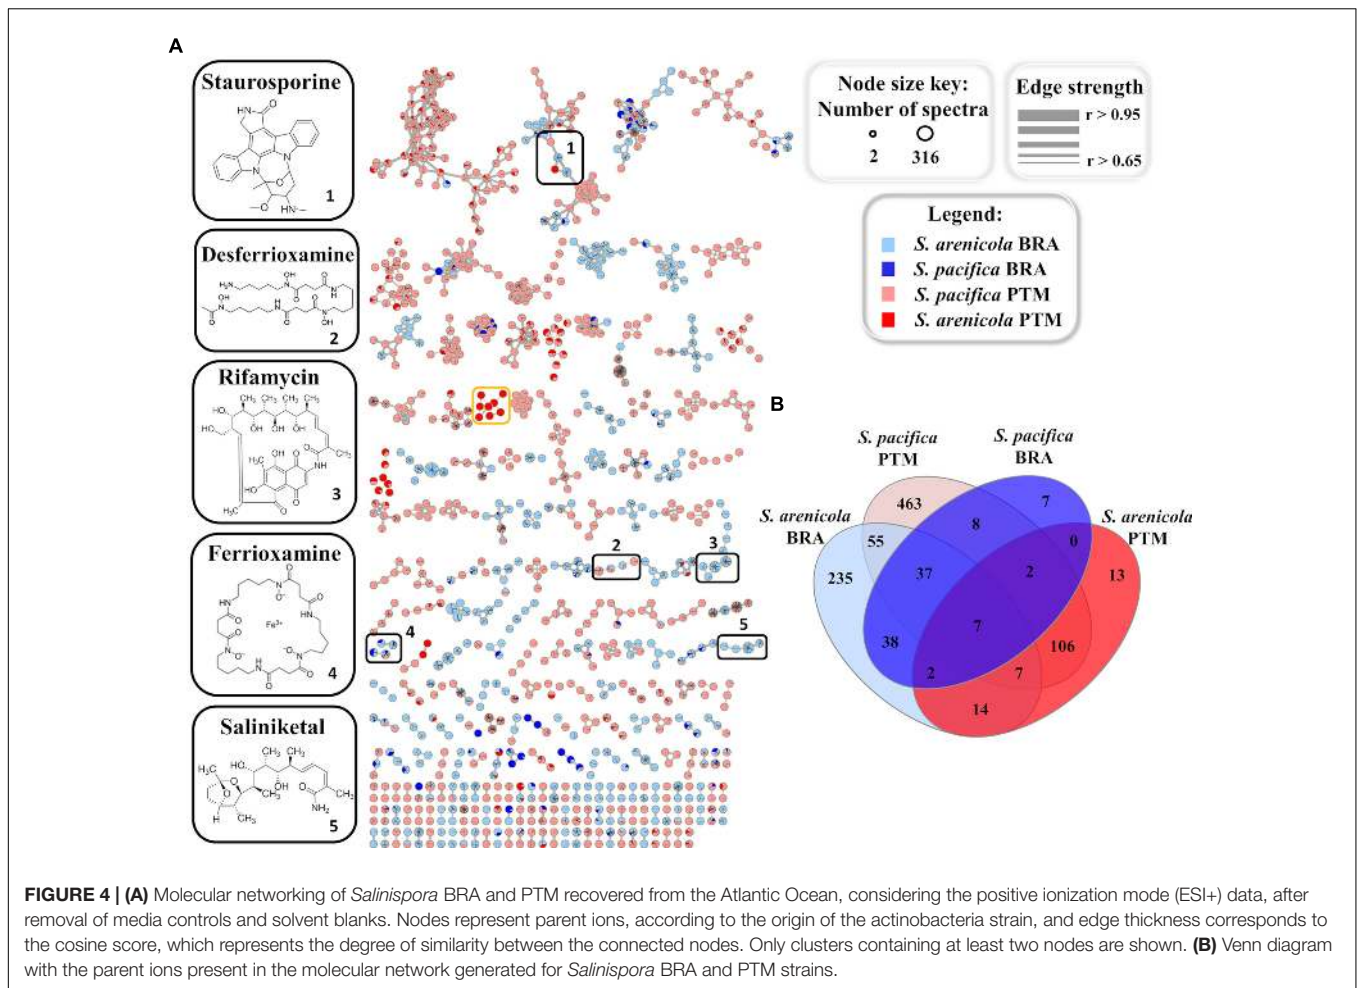 A
Staurosporine
1
Desferrioxamine
2
Rifamycin
3
Ferrioxamine
Fe3+
4
Saliniketal
5
1
2
3
4
5
Node size key:
Number of spectra
2 316
Edge strength
r > 0.95
r > 0.65
Legend:
S. arenicola BRA
S. pacifica BRA
S. pacifica PTM
S. arenicola PTM
B
S. pacifica
PTM
S. pacifica
BRA
S. arenicola
BRA
S. arenicola
PTM
463
7
8
0
55
235
37
2
13
7
38
106
2
7
14
FIGURE 4 | (A) Molecular networking of Salinispora BRA and PTM recovered from the Atlantic Ocean, considering the positive ionization mode (ESI+) data, after
removal of media controls and solvent blanks. Nodes represent parent ions, according to the origin of the actinobacteria strain, and edge thickness corresponds to
the cosine score, which represents the degree of similarity between the connected nodes. Only clusters containing at least two nodes are shown. (B) Venn diagram
with the parent ions present in the molecular network generated for Salinispora BRA and PTM strains.